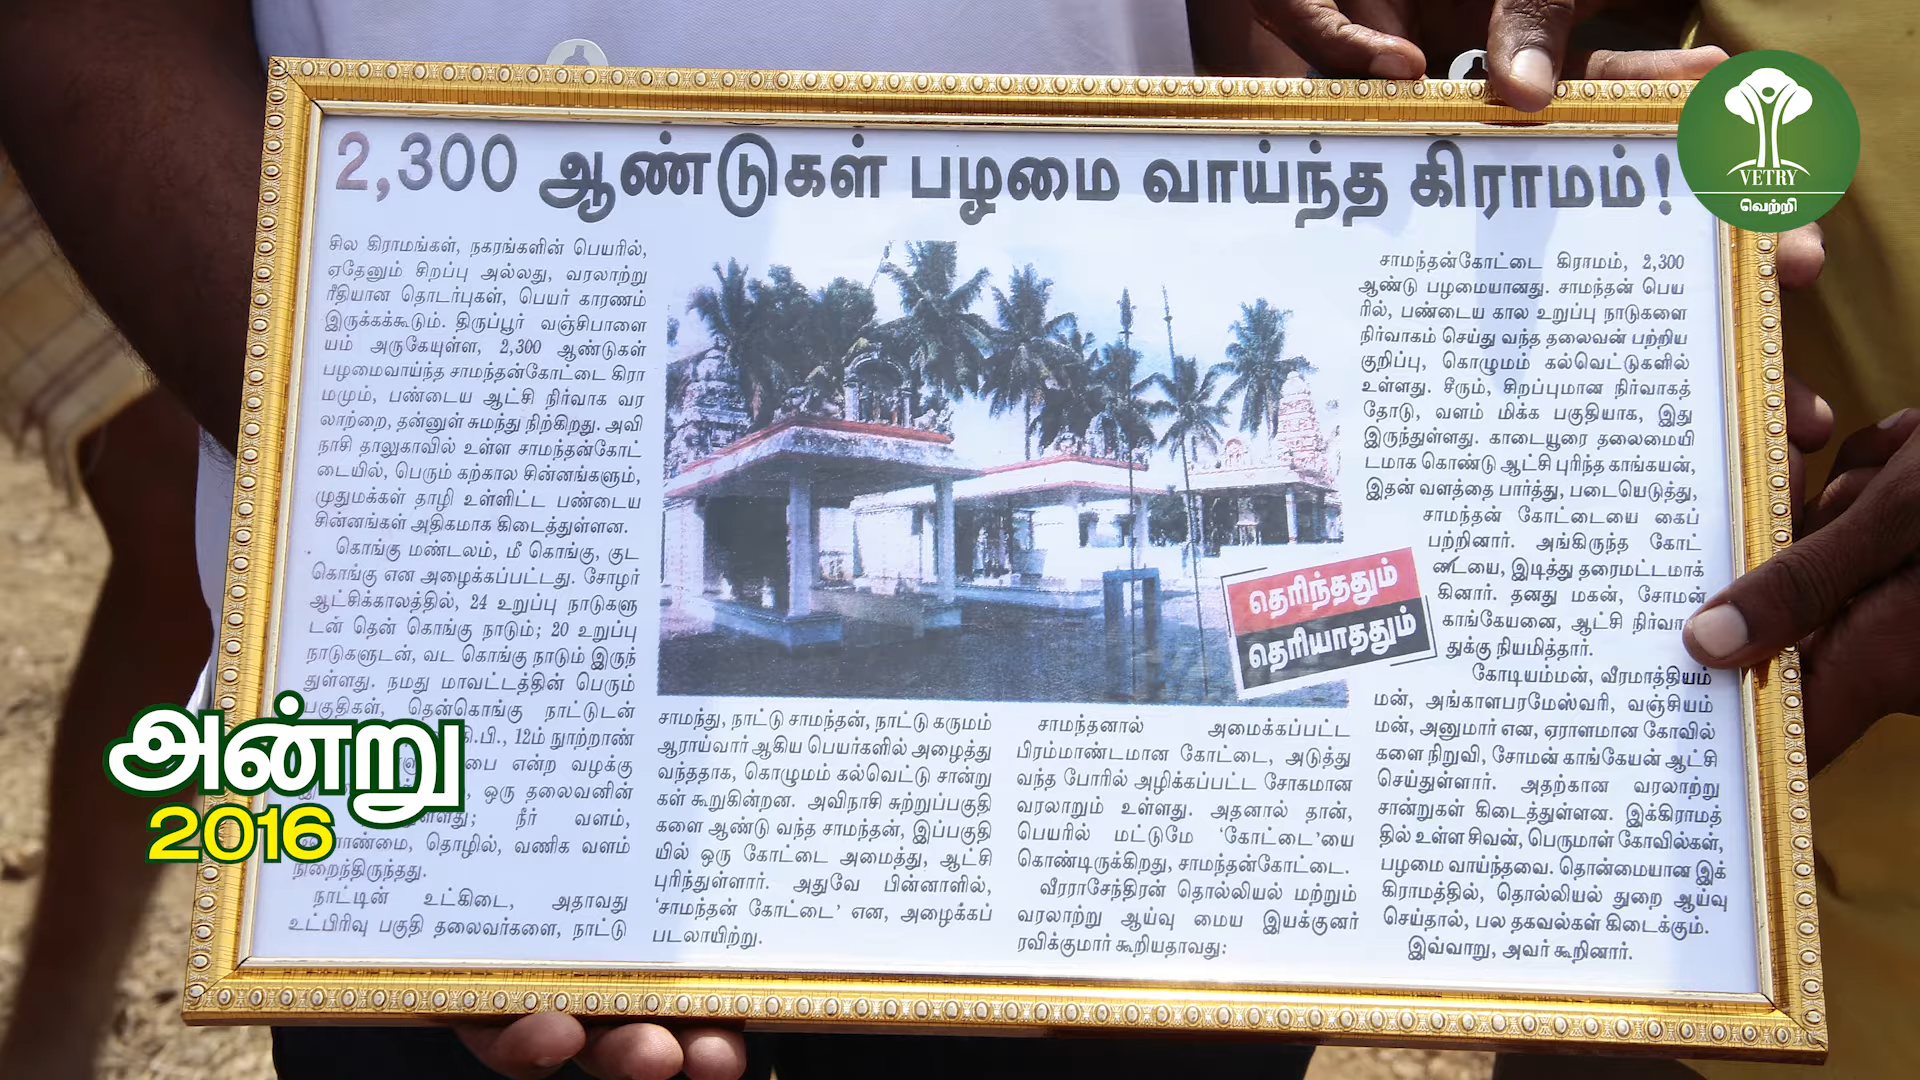 2,300 ஆண்டுகள் பழமை வாய்ந்த கிராமம்!
சில கிராமங்கள், நகரங்களின் பெயரில்,
ஏதேனும் சிறப்பு அல்லது, வரலாற்று
ரீதியான தொடர்புகள், பெயர் காரணம்
இருக்கக்கூடும். திருப்பூர் வஞ்சிபாளை
யம் அருகேயுள்ள, 2,300 ஆண்டுகள்
பழமைவாய்ந்த சாமந்தன்கோட்டை கிரா
மமும், பண்டைய ஆட்சி நிர்வாக வர
லாற்றை, தன்னுள் சுமந்து நிற்கிறது. அவி
நாசி தாலுகாவில் உள்ள சாமந்தன்கோட்
டையில், பெரும் கற்கால சின்னங்களும்,
முதுமக்கள் தாழி உள்ளிட்ட பண்டைய
சின்னங்கள் அதிகமாக கிடைத்துள்ளன.
கொங்கு மண்டலம், மீ கொங்கு, குட
கொங்கு என அழைக்கப்பட்டது. சோழர்
ஆட்சிக்காலத்தில், 24 உறுப்பு நாடுகளு
டன் தென் கொங்கு நாடும்; 20 உறுப்பு
நாடுகளுடன், வட கொங்கு நாடும் இருந்
துள்ளது. நமது மாவட்டத்தின் பெரும்
பகுதிகள், தென்கொங்கு நாட்டுடன்
12ம் நூற்றாண்
என்ற வழக்கு
ஒரு தலைவனின்
நீர் வளம்,
தொழில், வணிக வளம்
நிறைந்திருந்தது.
நாட்டின் உட்கிடை, அதாவது
உட்பிரிவு பகுதி தலைவர்களை, நாட்டு
சாமந்து, நாட்டு சாமந்தன், நாட்டு கருமம்
ஆராய்வார் ஆகிய பெயர்களில் அழைத்து
வந்ததாக, கொழுமம் கல்வெட்டு சான்று
கள் கூறுகின்றன. அவிநாசி சுற்றுப்பகுதி
களை ஆண்டு வந்த சாமந்தன், இப்பகுதி
யில் ஒரு கோட்டை அமைத்து, ஆட்சி
புரிந்துள்ளார். அதுவே பின்னாளில்,
'சாமந்தன் கோட்டை' என, அழைக்கப்
படலாயிற்று.
சாமந்தனால் அமைக்கப்பட்ட
பிரம்மாண்டமான கோட்டை, அடுத்து
வந்த போரில் அழிக்கப்பட்ட சோகமான
வரலாறும் உள்ளது. அதனால் தான்,
பெயரில் மட்டுமே 'கோட்டை'யை
கொண்டிருக்கிறது, சாமந்தன்கோட்டை.
வீரராசேந்திரன் தொல்லியல் மற்றும்
வரலாற்று ஆய்வு மைய இயக்குனர்
ரவிக்குமார் கூறியதாவது:
சாமந்தன்கோட்டை கிராமம், 2,300
ஆண்டு பழமையானது. சாமந்தன் பெய
ரில், பண்டைய கால உறுப்பு நாடுகளை
நிர்வாகம் செய்து வந்த தலைவன் பற்றிய
குறிப்பு, கொழுமம் கல்வெட்டுகளில்
உள்ளது. சீரும், சிறப்புமான நிர்வாகத்
தோடு, வளம் மிக்க பகுதியாக, இது
இருந்துள்ளது. காடையூரை தலைமையி
டமாக கொண்டு ஆட்சி புரிந்த காங்கயன்,
இதன் வளத்தை பார்த்து, படையெடுத்து,
சாமந்தன் கோட்டையை கைப்
பற்றினார். அங்கிருந்த கோட்
டையை, இடித்து தரைமட்டமாக்
கினார். தனது மகன், சோமன்
காங்கேயனை, ஆட்சி
துக்கு நியமித்தார்.
கோடியம்மன், வீரமாத்தியம்
மன், அங்காளபரமேஸ்வரி, வஞ்சியம்
மன், அனுமார் என, ஏராளமான கோவில்
களை நிறுவி, சோமன் காங்கேயன் ஆட்சி
செய்துள்ளார். அதற்கான வரலாற்று
சான்றுகள் கிடைத்துள்ளன. இக்கிராமத்
தில் உள்ள சிவன், பெருமாள் கோவில்கள்,
பழமை வாய்ந்தவை. தொன்மையான இக்
கிராமத்தில், தொல்லியல் துறை ஆய்வு
செய்தால், பல தகவல்கள் கிடைக்கும்.
இவ்வாறு, அவர் கூறினார்.
தெரிந்ததும்
தெரியாததும்
அன்று
2016
VETRY
வெற்றி